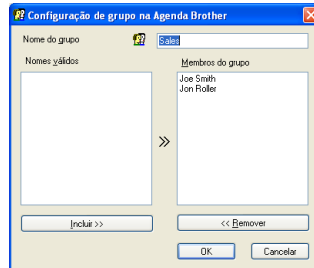 Configuração de grupo na Agenda Brother
Nome do grupo
Sales
Nomes válidos
Membros do grupo
Joe Smith
Jon Roller
>>
Incluir >>
<< Remover
OK
Cancelar